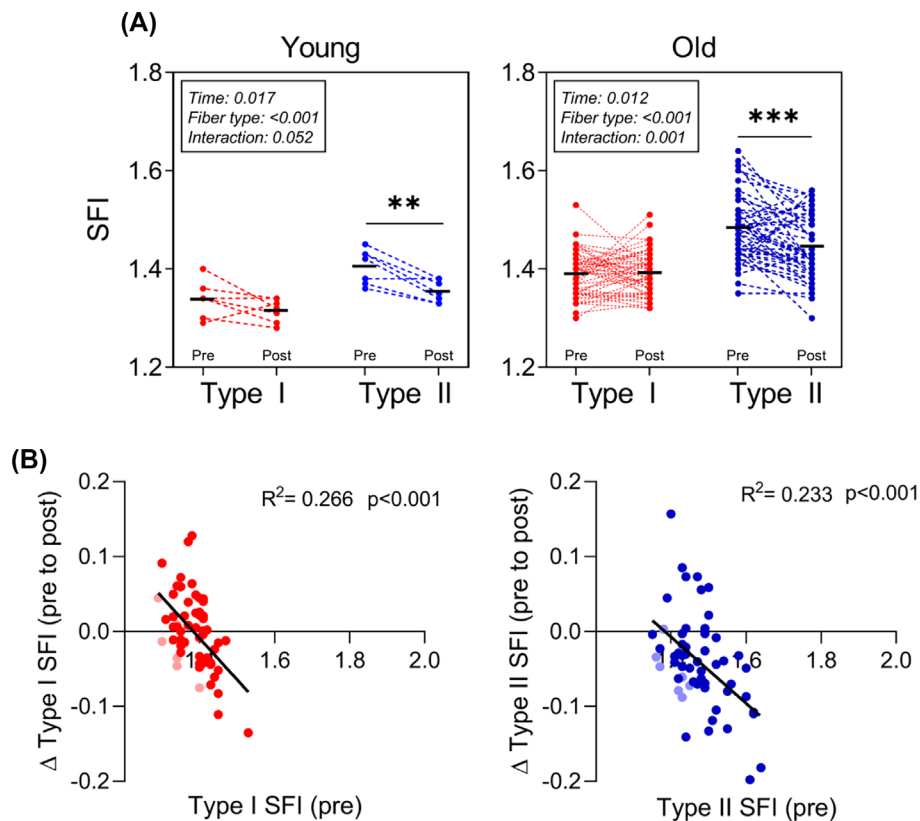 (A)
Young
Old
1.8
Time: 0.017
Fiber type: <0.001
Interaction: 0.052
1.6
**
SFI
1.4
1.2
Pre
Post
Pre
Post
Type I
Type II
1.8
Time: 0.012
Fiber type: <0.001
Interaction: 0.001
***
1.6
1.4
1.2
Pre
Post
Pre
Post
Type I
Type II
(B)
0.2
R²= 0.266 p<0.001
0.1
0.0
-0.1
-0.2
Δ Type I SFI (pre to post)
1.6
1.8
2.0
Type I SFI (pre)
0.2
R²= 0.233 p<0.001
0.1
0.0
-0.1
-0.2
Δ Type II SFI (pre to post)
1.6
1.8
2.0
Type II SFI (pre)